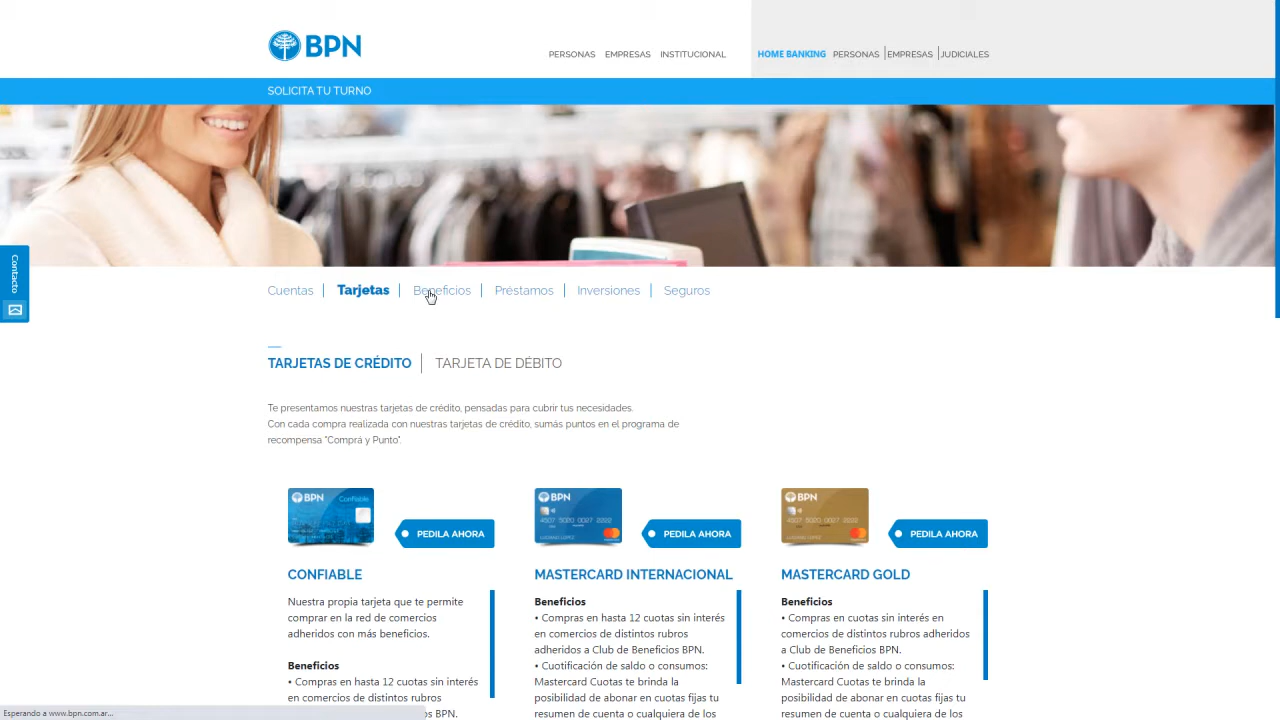 BPN
PERSONAS EMPRESAS INSTITUCIONAL
HOME BANKING PERSONAS EMPRESAS JUDICIALES
SOLICITA TU TURNO
Contacto
Cuentas Tarjetas Beneficios Préstamos Inversiones Seguros
TARJETAS DE CRÉDITO TARJETA DE DÉBITO
Te presentamos nuestras tarjetas de crédito, pensadas para cubrir tus necesidades.
Con cada compra realizada con nuestras tarjetas de crédito, sumás puntos en el programa de
recompensa "Comprá y Punto".
BPN Confiable
PEDILA AHORA
CONFIABLE
Nuestra propia tarjeta que te permite
comprar en la red de comercios
adheridos con más beneficios.
Beneficios
• Compras en hasta 12 cuotas sin interés
en comercios de distintos rubros
os BPN.
BPN
PEDILA AHORA
MASTERCARD INTERNACIONAL
Beneficios
• Compras en hasta 12 cuotas sin interés
en comercios de distintos rubros
adheridos a Club de Beneficios BPN.
• Cuotificación de saldo o consumos:
Mastercard Cuotas te brinda la
posibilidad de abonar en cuotas fijas tu
resumen de cuenta o cualquiera de los
BPN
PEDILA AHORA
MASTERCARD GOLD
Beneficios
• Compras en cuotas sin interés en
comercios de distintos rubros adheridos
a Club de Beneficios BPN.
• Cuotificación de saldo o consumos:
Mastercard Cuotas te brinda la
posibilidad de abonar en cuotas fijas tu
resumen de cuenta o cualquiera de los
Esperando a www.bpn.com.ar...